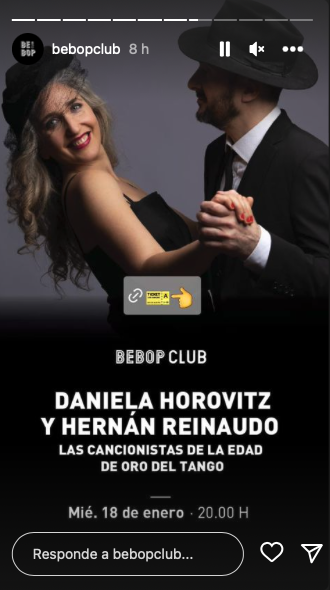 BE
BOP
bebopclub 8 h
TICKET
BEBOP CLUB
DANIELA HOROVITZ
Y HERNÁN REINAUDO
LAS CANCIONISTAS DE LA EDAD
DE ORO DEL TANGO
Mié. 18 de enero · 20.00 H
Responde a bebopclub...